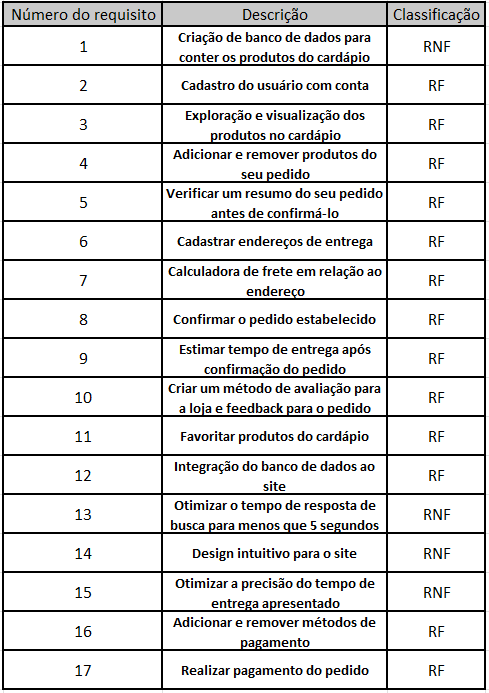 Número do requisito Descrição Classificação
1 Criação de banco de dados para conter os produtos do cardápio RNF
2 Cadastro do usuário com conta RF
3 Exploração e visualização dos produtos no cardápio RF
4 Adicionar e remover produtos do seu pedido RF
5 Verificar um resumo do seu pedido antes de confirmá-lo RF
6 Cadastrar endereços de entrega RF
7 Calculadora de frete em relação ao endereço RF
8 Confirmar o pedido estabelecido RF
9 Estimar tempo de entrega após confirmação do pedido RF
10 Criar um método de avaliação para a loja e feedback para o pedido RF
11 Favoritar produtos do cardápio RF
12 Integração do banco de dados ao site RF
13 Otimizar o tempo de resposta de busca para menos que 5 segundos RNF
14 Design intuitivo para o site RNF
15 Otimizar a precisão do tempo de entrega apresentado RNF
16 Adicionar e remover métodos de pagamento RF
17 Realizar pagamento do pedido RF